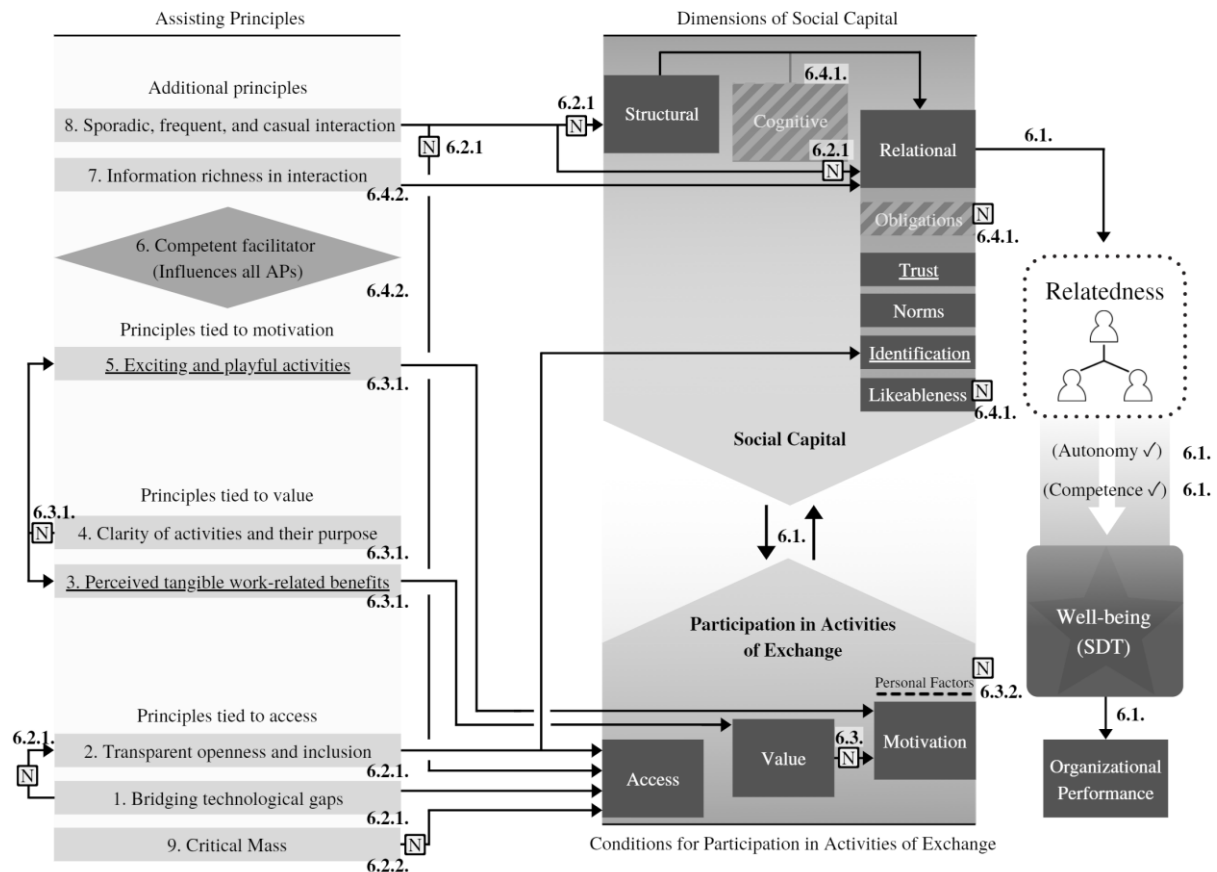 Assisting Principles
Additional principles
8. Sporadic, frequent, and casual interaction
N
6.2.1
7. Information richness in interaction
6.4.2.
6. Competent facilitator
(Influences all APs)
6.4.2.
Principles tied to motivation
5. Exciting and playful activities
6.3.1.
Principles tied to value
6.3.1.
N
4. Clarity of activities and their purpose
6.3.1.
3. Perceived tangible work-related benefits
6.3.1.
Principles tied to access
6.2.1.
2. Transparent openness and inclusion
6.2.1.
N
1. Bridging technological gaps
6.2.1.
9. Critical Mass
N
6.2.2.
Dimensions of Social Capital
6.2.1
N
Structural
6.4.1.
Cognitive
6.2.1
N
Relational
Obligations
N
6.4.1.
Trust
Norms
Identification
Likeableness
N
6.4.1.
Social Capital
6.1.
Participation in Activities
of Exchange
N
Personal Factors
6.3.2.
Access
Value
6.3.
N
Motivation
Conditions for Participation in Activities of Exchange
6.1.
Relatedness
(Autonomy ✓)
6.1.
(Competence ✓)
6.1.
Well-being
(SDT)
6.1.
Organizational
Performance